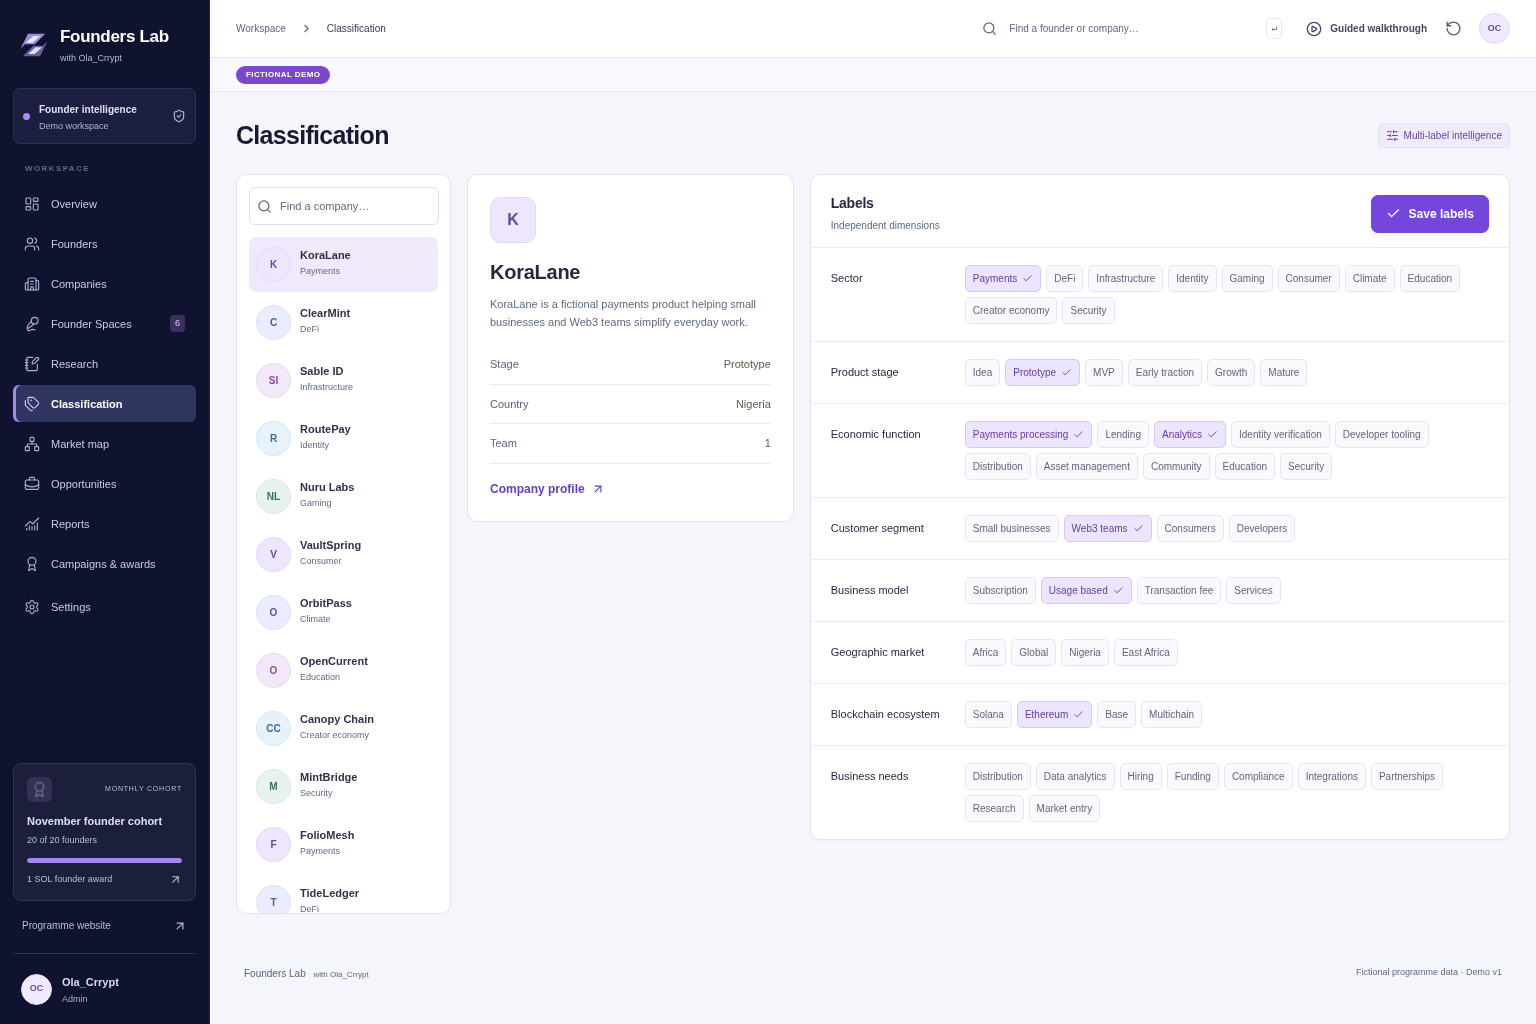 Founders Lab
with Ola_Crrypt
Founder intelligence
Demo workspace
WORKSPACE
Overview
Founders
Companies
Founder Spaces 6
Research
Classification
Market map
Opportunities
Reports
Campaigns & awards
Settings
MONTHLY COHORT
November founder cohort
20 of 20 founders
1 SOL founder award
Programme website
OC
Ola_Crrypt
Admin
Workspace > Classification
Find a founder or company…
↵
Guided walkthrough
OC
FICTIONAL DEMO
Classification
Multi-label intelligence
Find a company…
K
KoraLane
Payments
C
ClearMint
DeFi
SI
Sable ID
Infrastructure
R
RoutePay
Identity
NL
Nuru Labs
Gaming
V
VaultSpring
Consumer
O
OrbitPass
Climate
O
OpenCurrent
Education
CC
Canopy Chain
Creator economy
M
MintBridge
Security
F
FolioMesh
Payments
T
TideLedger
DeFi
K
KoraLane
KoraLane is a fictional payments product helping small
businesses and Web3 teams simplify everyday work.
Stage Prototype
Country Nigeria
Team 1
Company profile
Labels
Independent dimensions
Save labels
Sector
Payments DeFi Infrastructure Identity Gaming Consumer Climate Education
Creator economy Security
Product stage
Idea Prototype MVP Early traction Growth Mature
Economic function
Payments processing Lending Analytics Identity verification Developer tooling
Distribution Asset management Community Education Security
Customer segment
Small businesses Web3 teams Consumers Developers
Business model
Subscription Usage based Transaction fee Services
Geographic market
Africa Global Nigeria East Africa
Blockchain ecosystem
Solana Ethereum Base Multichain
Business needs
Distribution Data analytics Hiring Funding Compliance Integrations Partnerships
Research Market entry
Founders Lab with Ola_Crrypt
Fictional programme data · Demo v1